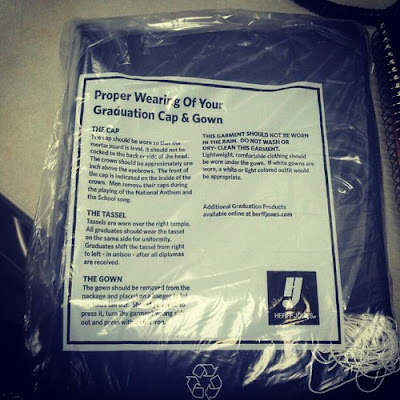 Proper Wearing Of Your
Graduation Cap & Gown
THE CAP
The cap should be worn so that the
mortarboard is level, it should not be
cocked to the back or side of the head.
The crown should be approximately one
inch above the eyebrows. The front of
the cap is indicated on the inside of the
crown. Men remove their caps during
the playing of the National Anthem and
the School song.
THE TASSEL
Tassels are worn over the right temple.
All graduates should wear the tassel
on the same side for uniformity.
Graduates shift the tassel from right
to left - in unison - after all diplomas
are received.
THE GOWN
The gown should be removed from the
package and placed on a hanger to let
out.
press it, turn the garment wrong side
out and press with iron.
THIS GARMENT SHOULD NOT BE WORN
IN THE RAIN. DO NOT WASH OR
DRY- CLEAN THIS GARMENT.
Lightweight, comfortable clothing should
be worn under the gown. If white gowns are
worn, a white or light colored outfit would
be appropriate.
Additional Graduation Products
available online at herffjones.com
HJ
HERFF JONES